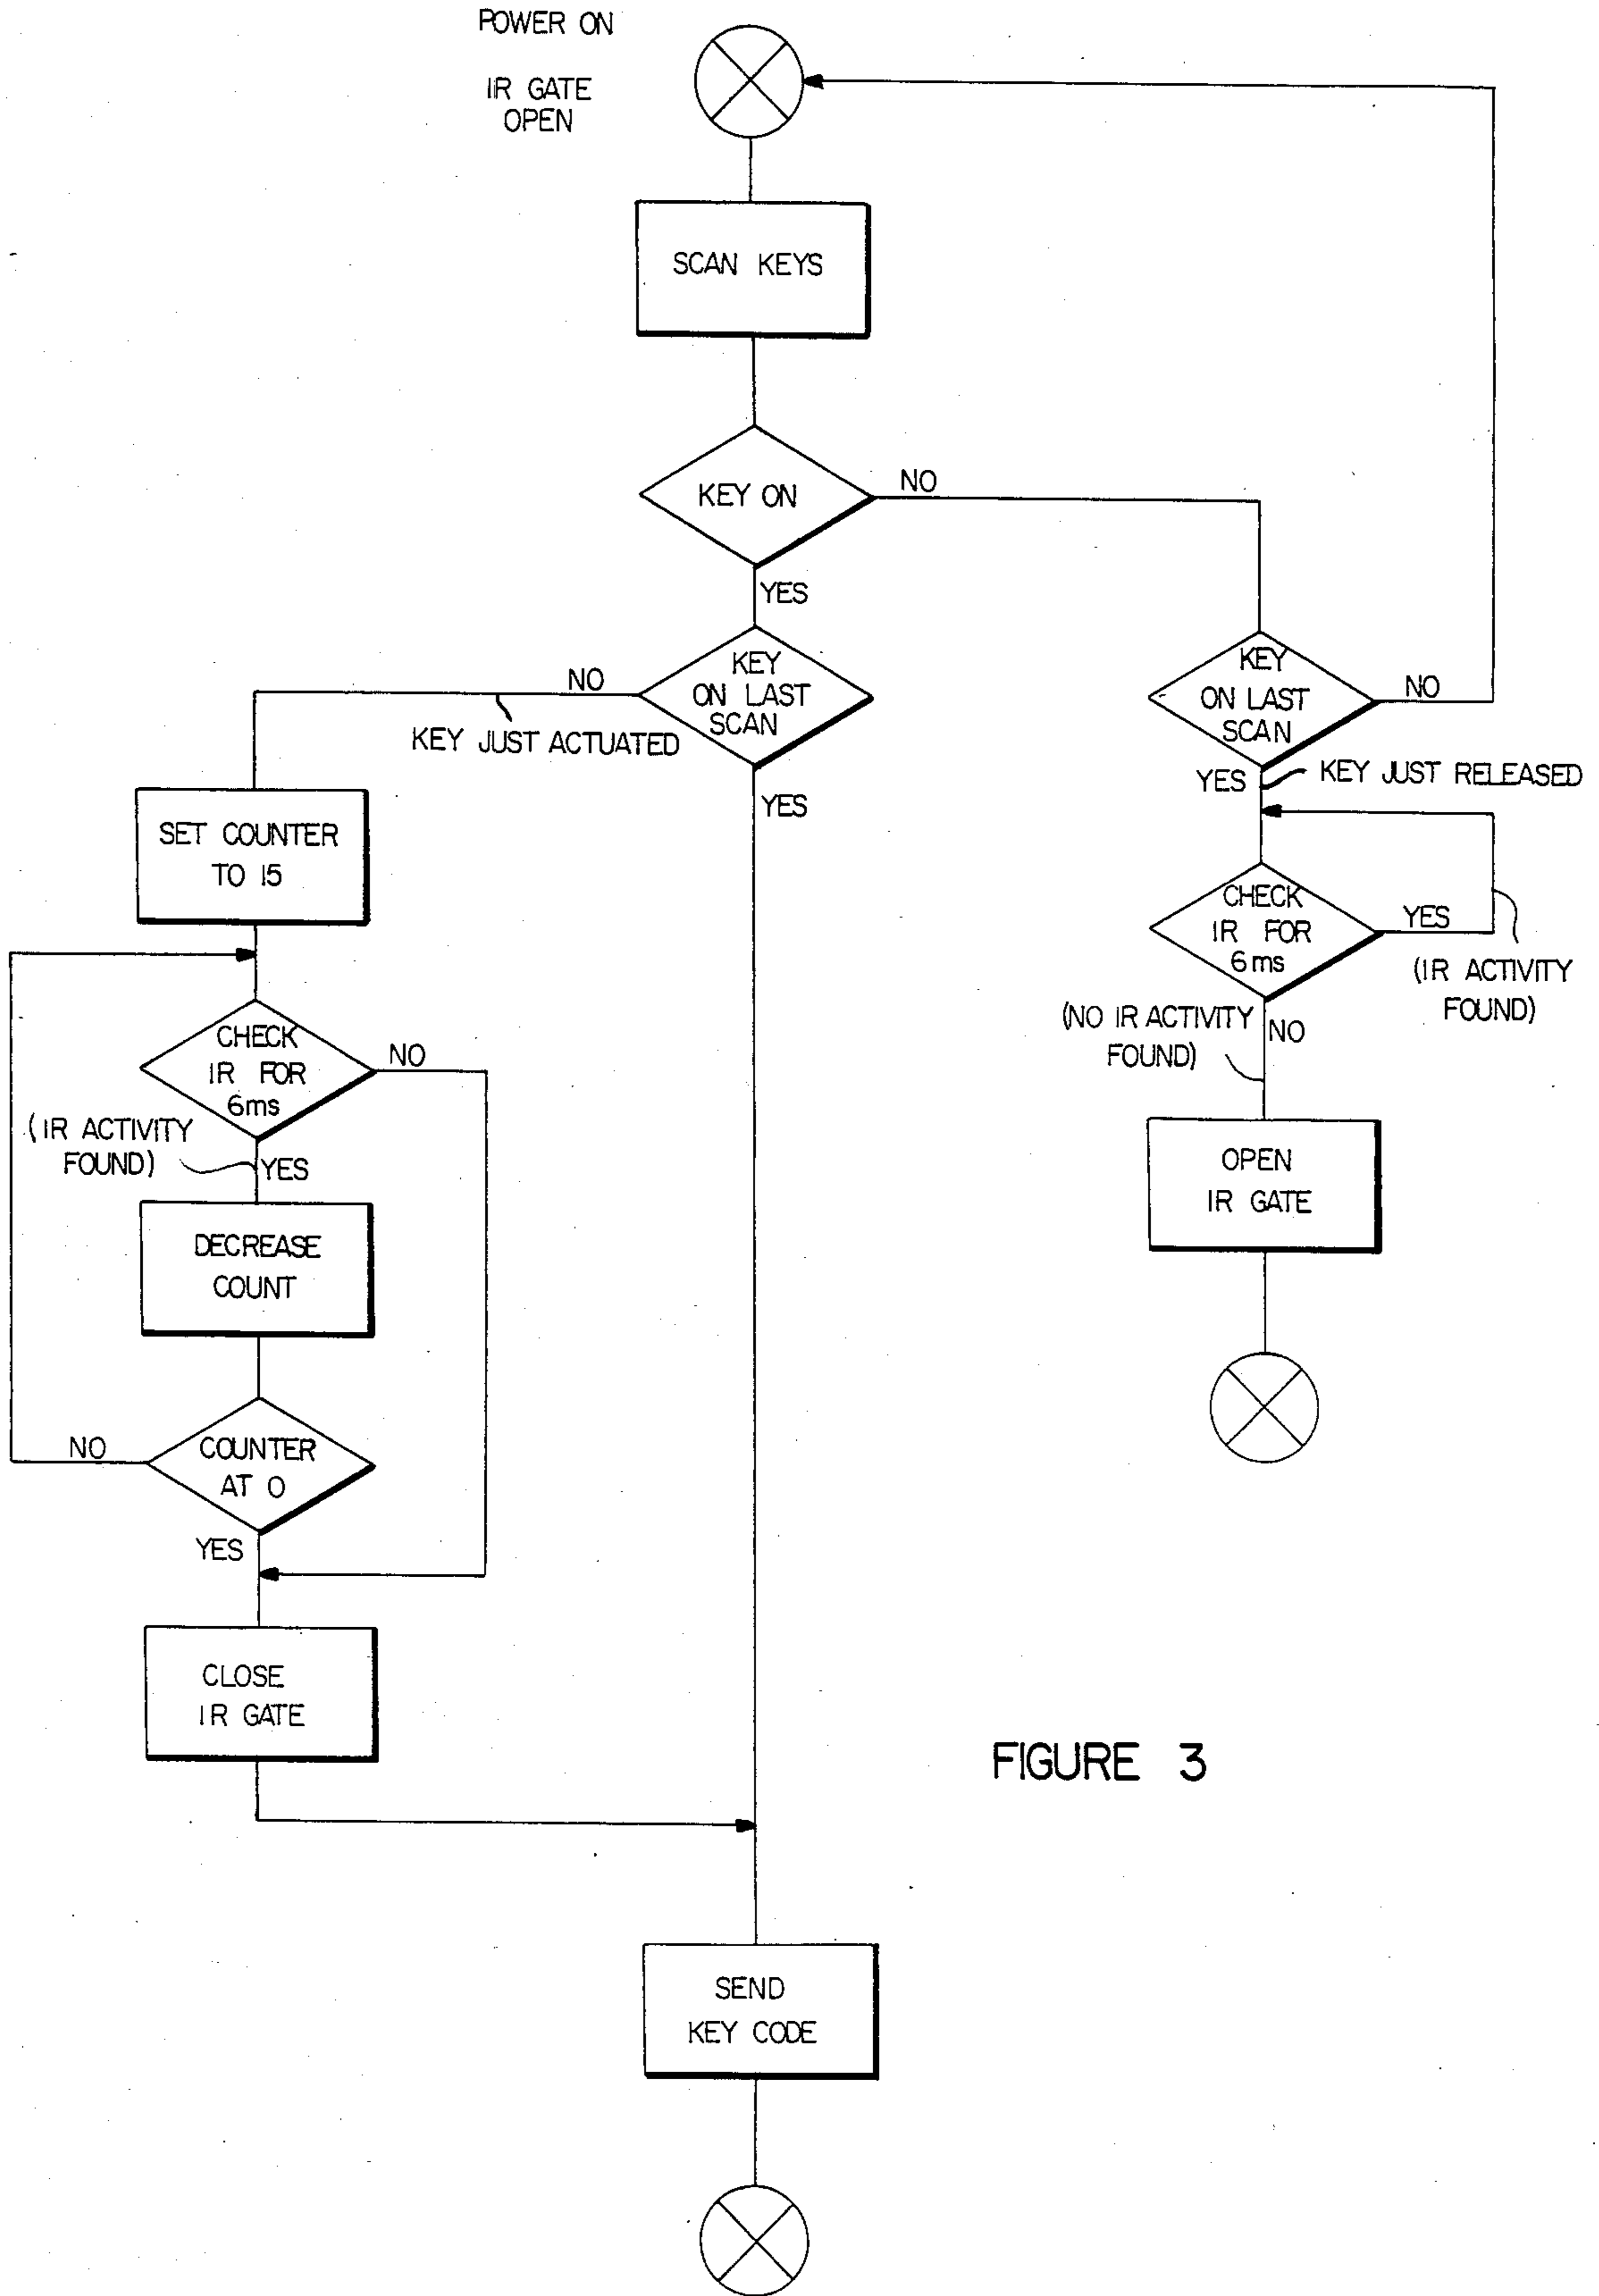 POWER ON
IR GATE
OPEN
SCAN KEYS
KEY ON
NO
YES
KEY
ON LAST
SCAN
NO
KEY JUST ACTUATED
YES
KEY
ON LAST
SCAN
NO
YES
KEY JUST RELEASED
SET COUNTER
TO 15
CHECK
IR FOR
6ms
YES
(IR ACTIVITY
FOUND)
(NO IR ACTIVITY
FOUND)
NO
CHECK
IR FOR
6ms
NO
(IR ACTIVITY
FOUND)
YES
OPEN
IR GATE
DECREASE
COUNT
COUNTER
AT 0
NO
YES
CLOSE
IR GATE
FIGURE 3
SEND
KEY CODE